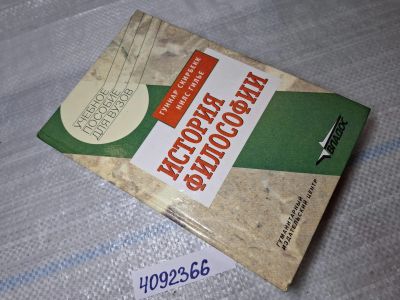 УЧЕБНОЕ
ПОСОБИЕ
ДЛЯ ВУЗОВ
ГУННАР СКИРБЕКК
НИЛС ГИЛЬЕ
ИСТОРИЯ
ФИЛОСОФИИ
ВЛАДОС
ГУМАНИТАРНЫЙ
ИЗДАТЕЛЬСКИЙ ЦЕНТР
4092366